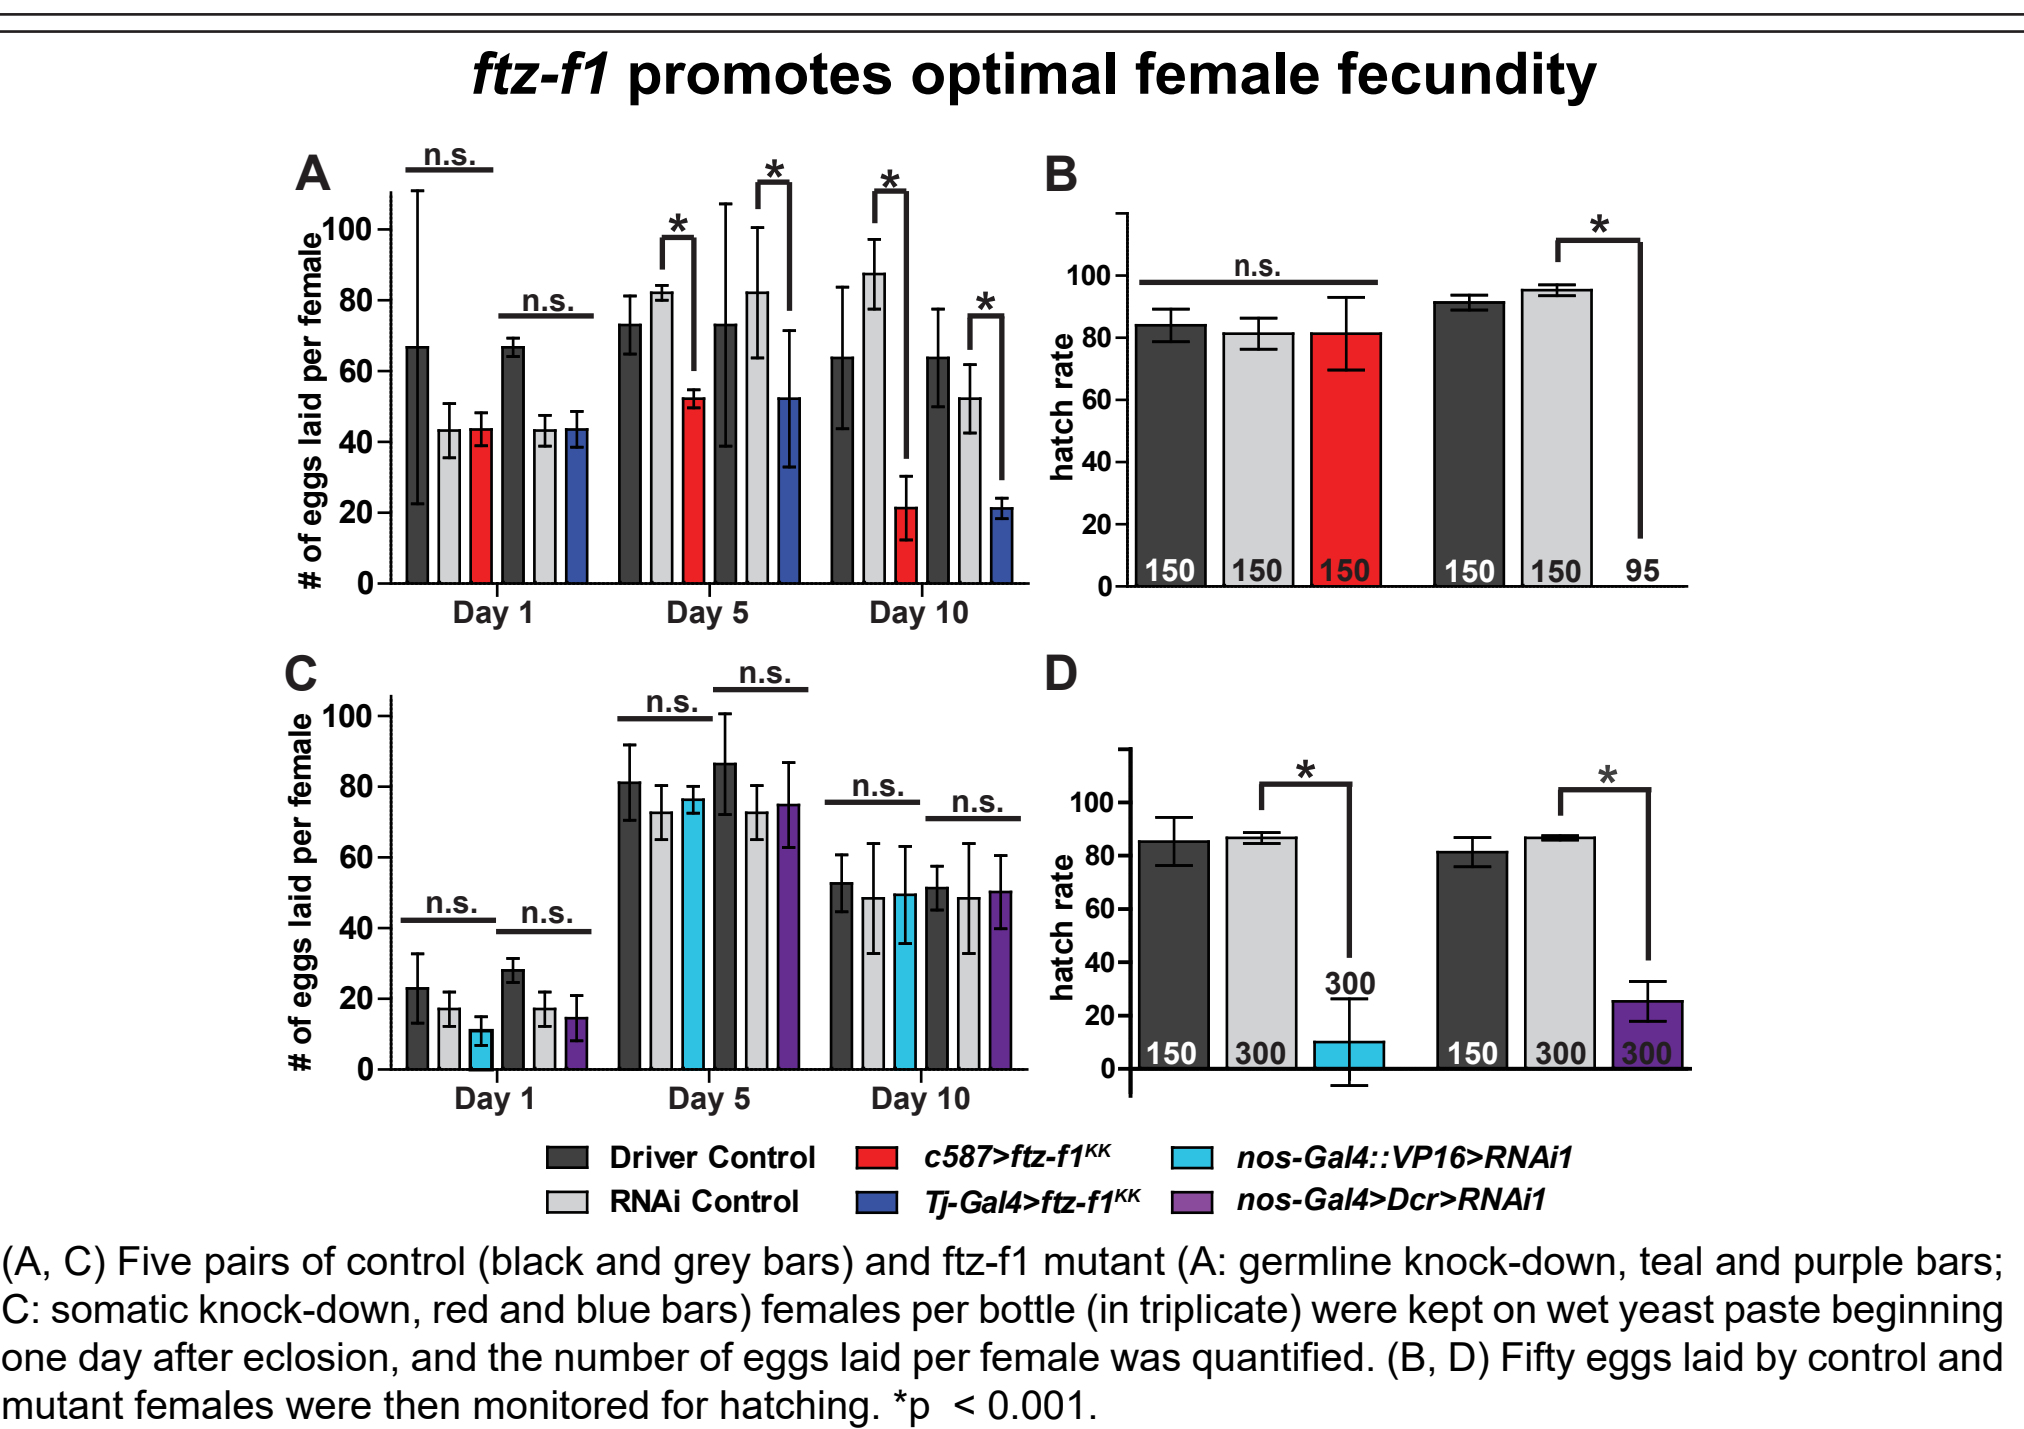 ftz-f1 promotes optimal female fecundity
A
n.s.
n.s.
*
*
*
*
# of eggs laid per female
100
80
60
40
20
0
Day 1
Day 5
Day 10
B
n.s.
*
hatch rate
100
80
60
40
20
0
150
150
150
150
150
95
C
n.s.
n.s.
n.s.
n.s.
n.s.
n.s.
# of eggs laid per female
100
80
60
40
20
0
Day 1
Day 5
Day 10
D
*
*
hatch rate
100
80
60
40
20
0
150
300
300
150
300
300
Driver Control
c587>ftz-f1KK
nos-Gal4::VP16>RNAi1
RNAi Control
Tj-Gal4>ftz-f1KK
nos-Gal4>Dcr>RNAi1
(A, C) Five pairs of control (black and grey bars) and ftz-f1 mutant (A: germline knock-down, teal and purple bars;
C: somatic knock-down, red and blue bars) females per bottle (in triplicate) were kept on wet yeast paste beginning
one day after eclosion, and the number of eggs laid per female was quantified. (B, D) Fifty eggs laid by control and
mutant females were then monitored for hatching. *p < 0.001.